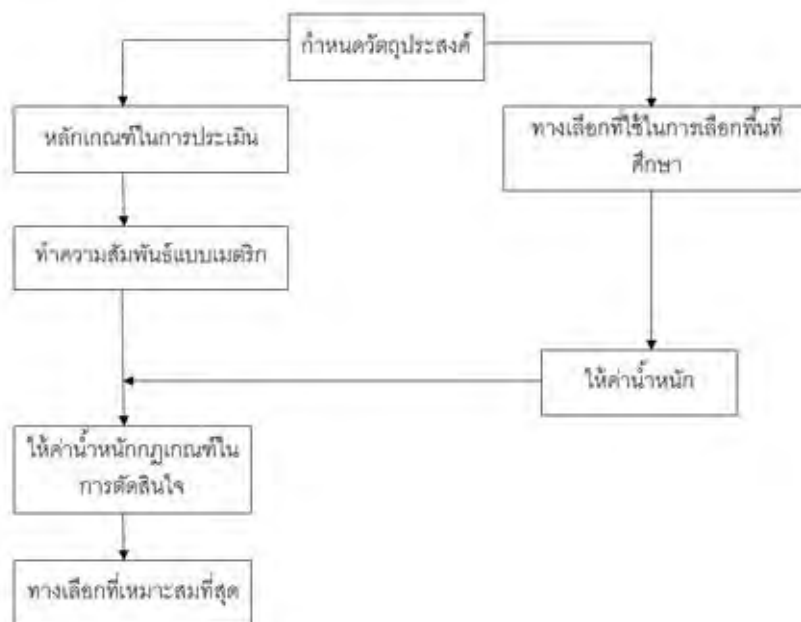 กำหนดวัตถุประสงค์
หลักเกณฑ์ในการประเมิน
ทางเลือกที่ใช้ในการเลือกพื้นที่
ศึกษา
ทำความสัมพันธ์แบบเมตริก
ให้ค่าน้ำหนัก
ให้ค่าน้ำหนักกฎเกณฑ์ใน
การตัดสินใจ
ทางเลือกที่เหมาะสมที่สุด